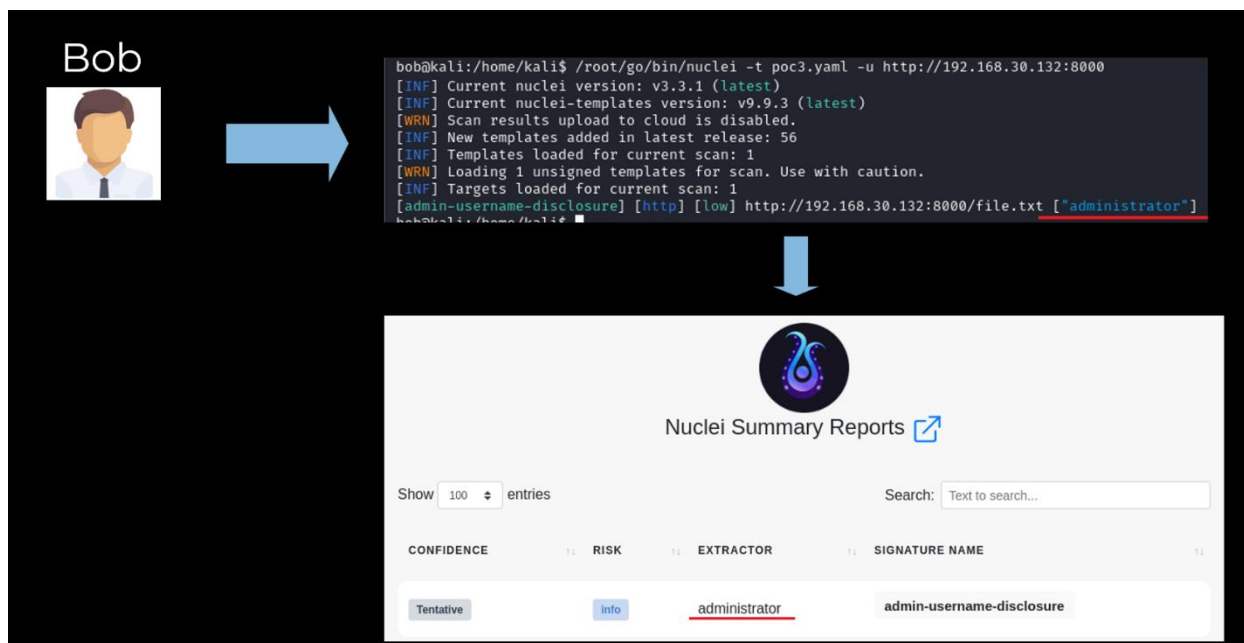 Bob
bob@kali:/home/kali$ /root/go/bin/nuclei -t poc3.yaml -u http://192.168.30.132:8000
[INF] Current nuclei version: v3.3.1 (latest)
[INF] Current nuclei-templates version: v9.9.3 (latest)
[WRN] Scan results upload to cloud is disabled.
[INF] New templates added in latest release: 56
[INF] Templates loaded for current scan: 1
[WRN] Loading 1 unsigned templates for scan. Use with caution.
[INF] Targets loaded for current scan: 1
[admin-username-disclosure] [http] [low] http://192.168.30.132:8000/file.txt ["administrator"]
bob@kali:/home/kali$
Nuclei Summary Reports
Show 100 entries Search: Text to search...
CONFIDENCE RISK EXTRACTOR SIGNATURE NAME
Tentative info administrator admin-username-disclosure